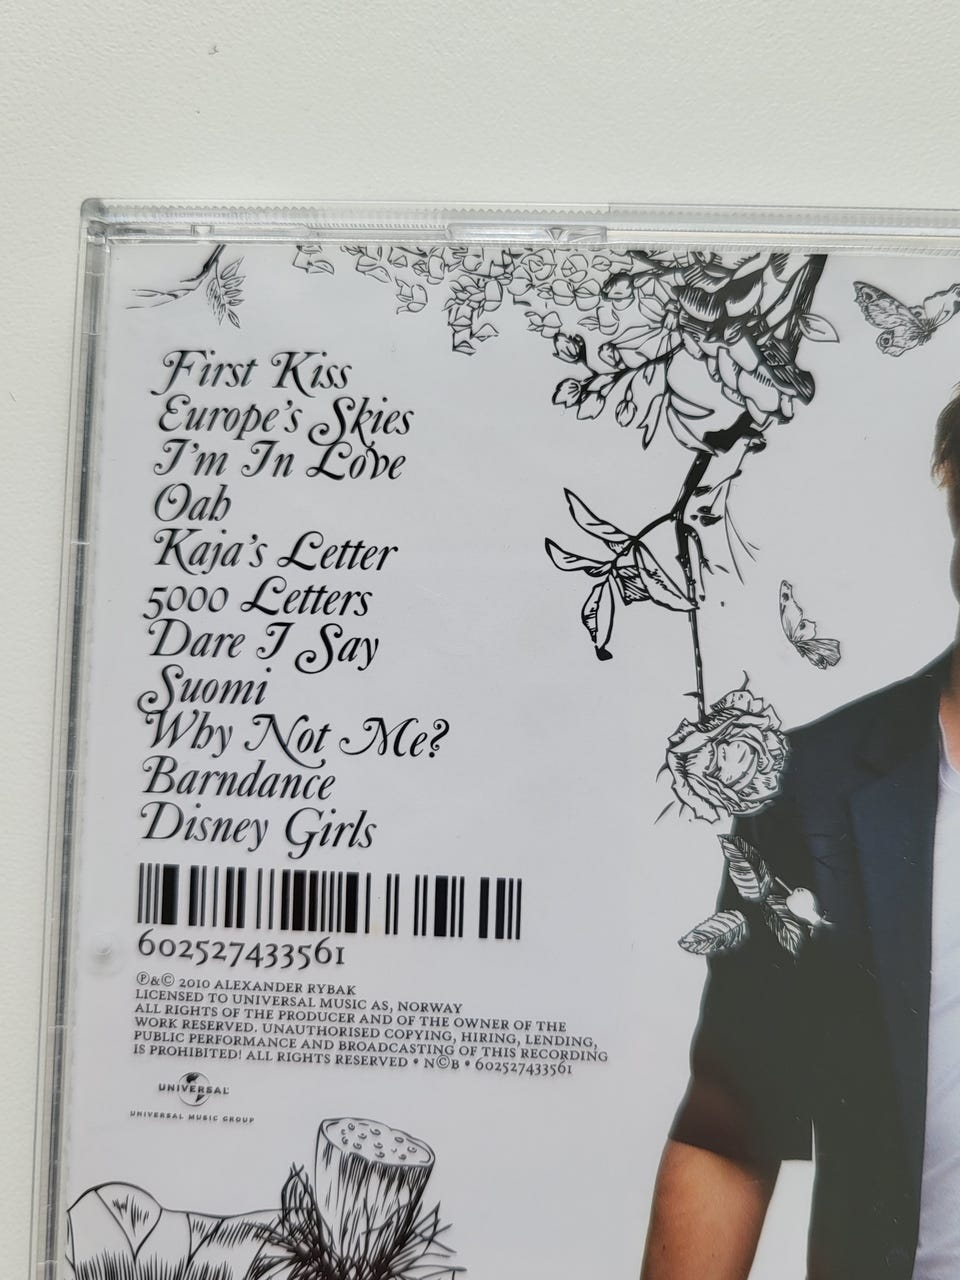 First Kiss
Europe's Skies
I'm In Love
Oah
Kaja's Letter
5000 Letters
Dare I Say
Suomi
Why Not Me?
Barndance
Disney Girls
602527433561
℗&© 2010 ALEXANDER RYBAK
LICENSED TO UNIVERSAL MUSIC AS, NORWAY
ALL RIGHTS OF THE PRODUCER AND OF THE OWNER OF THE
WORK RESERVED. UNAUTHORISED COPYING, HIRING, LENDING,
PUBLIC PERFORMANCE AND BROADCASTING OF THIS RECORDING
IS PROHIBITED! ALL RIGHTS RESERVED • N©B • 602527433561
UNIVERSAL
UNIVERSAL MUSIC GROUP